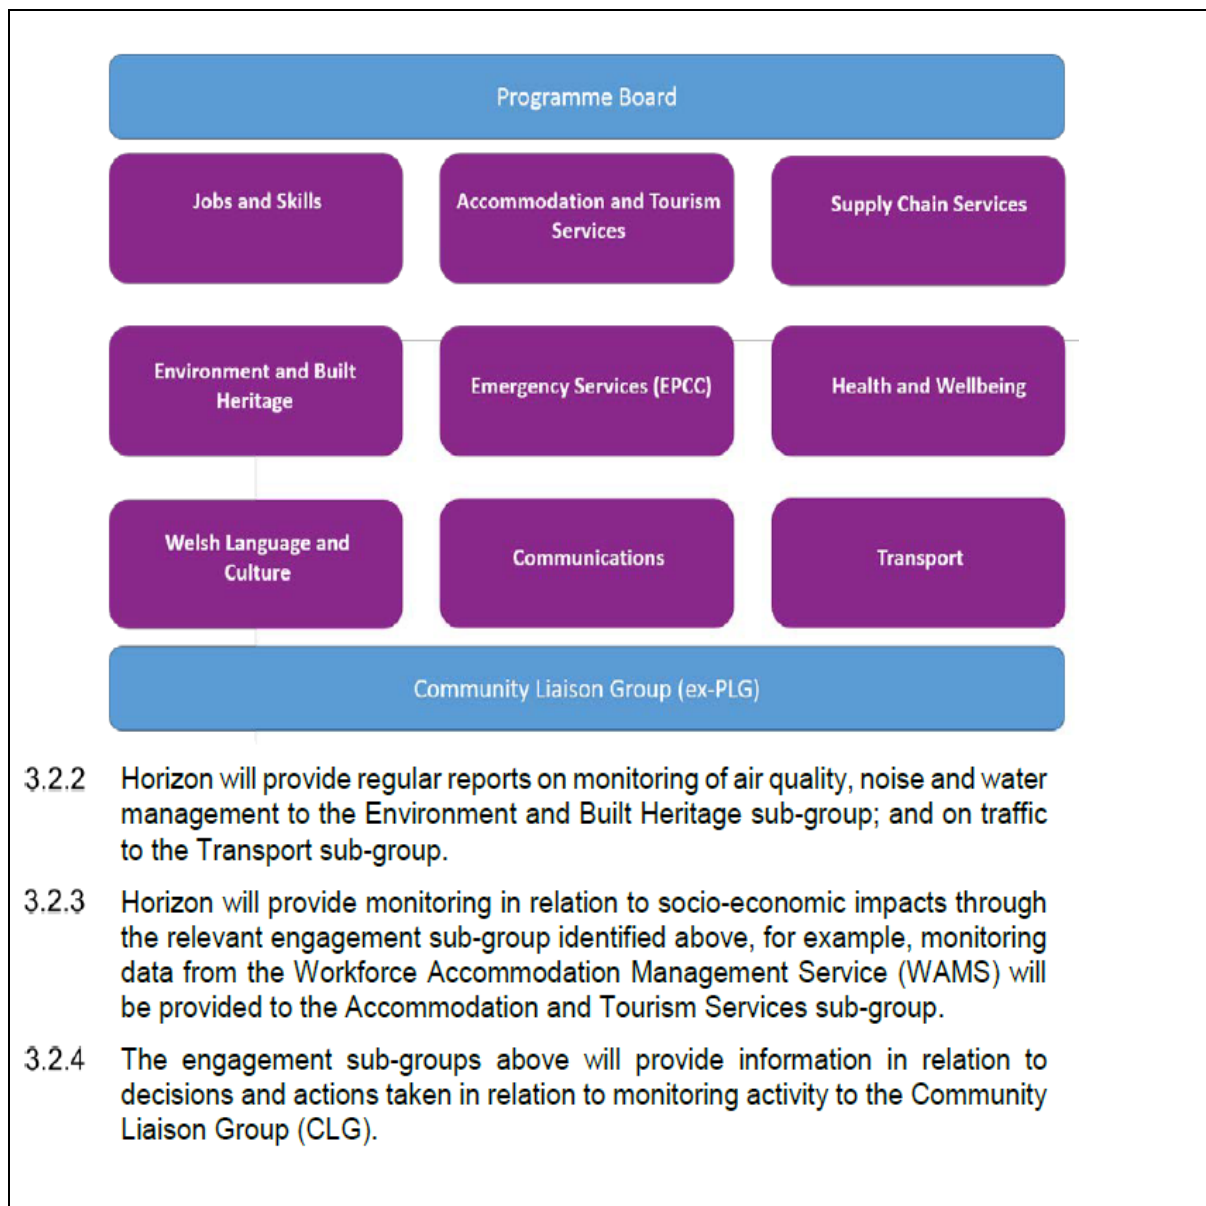 Programme Board
Jobs and Skills
Accommodation and Tourism
Services
Supply Chain Services
Environment and Built
Heritage
Emergency Services (EPCC)
Health and Wellbeing
Welsh Language and
Culture
Communications
Transport
Community Liaison Group (ex-PLG)
3.2.2 Horizon will provide regular reports on monitoring of air quality, noise and water
management to the Environment and Built Heritage sub-group; and on traffic
to the Transport sub-group.
3.2.3 Horizon will provide monitoring in relation to socio-economic impacts through
the relevant engagement sub-group identified above, for example, monitoring
data from the Workforce Accommodation Management Service (WAMS) will
be provided to the Accommodation and Tourism Services sub-group.
3.2.4 The engagement sub-groups above will provide information in relation to
decisions and actions taken in relation to monitoring activity to the Community
Liaison Group (CLG).